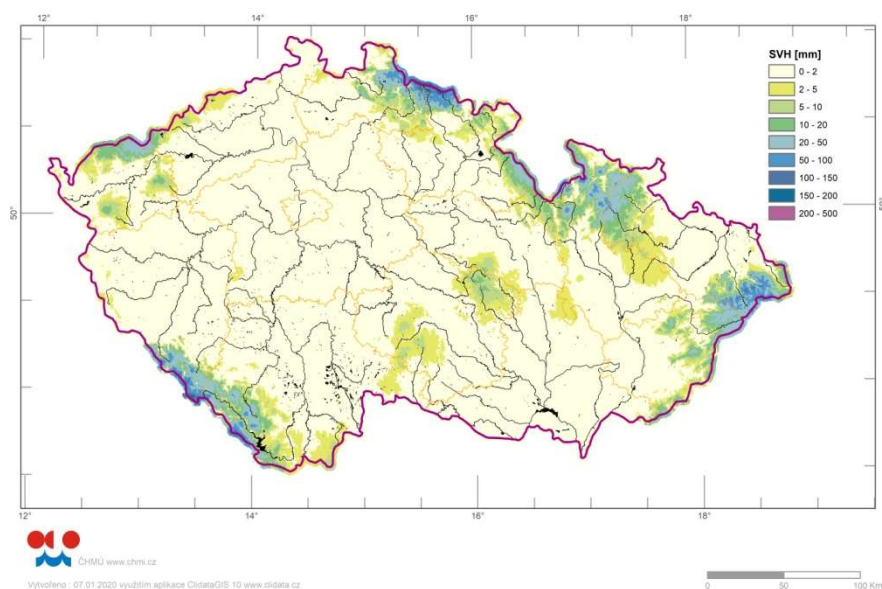 12° 14° 16° 18°
SVH [mm]
0 - 2
2 - 5
5 - 10
10 - 20
20 - 50
50 - 100
100 - 150
150 - 200
200 - 500
50° 50°
12° 14° 16° 18°
ČHMÚ www.chmi.cz
Vytvořeno : 07.01 2020 využitím aplikace ClidataGIS 10 www.clidata.cz
0 50 100 Km